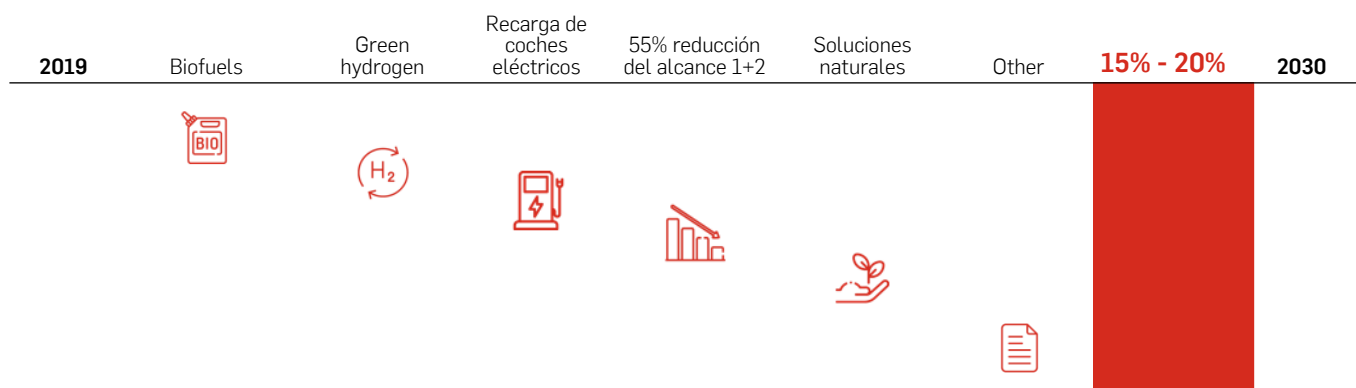 2019
Biofuels
Green
hydrogen
Recarga de
coches
eléctricos
55% reducción
del alcance 1+2
Soluciones
naturales
Other
15% - 20%
2030
BIO
H₂